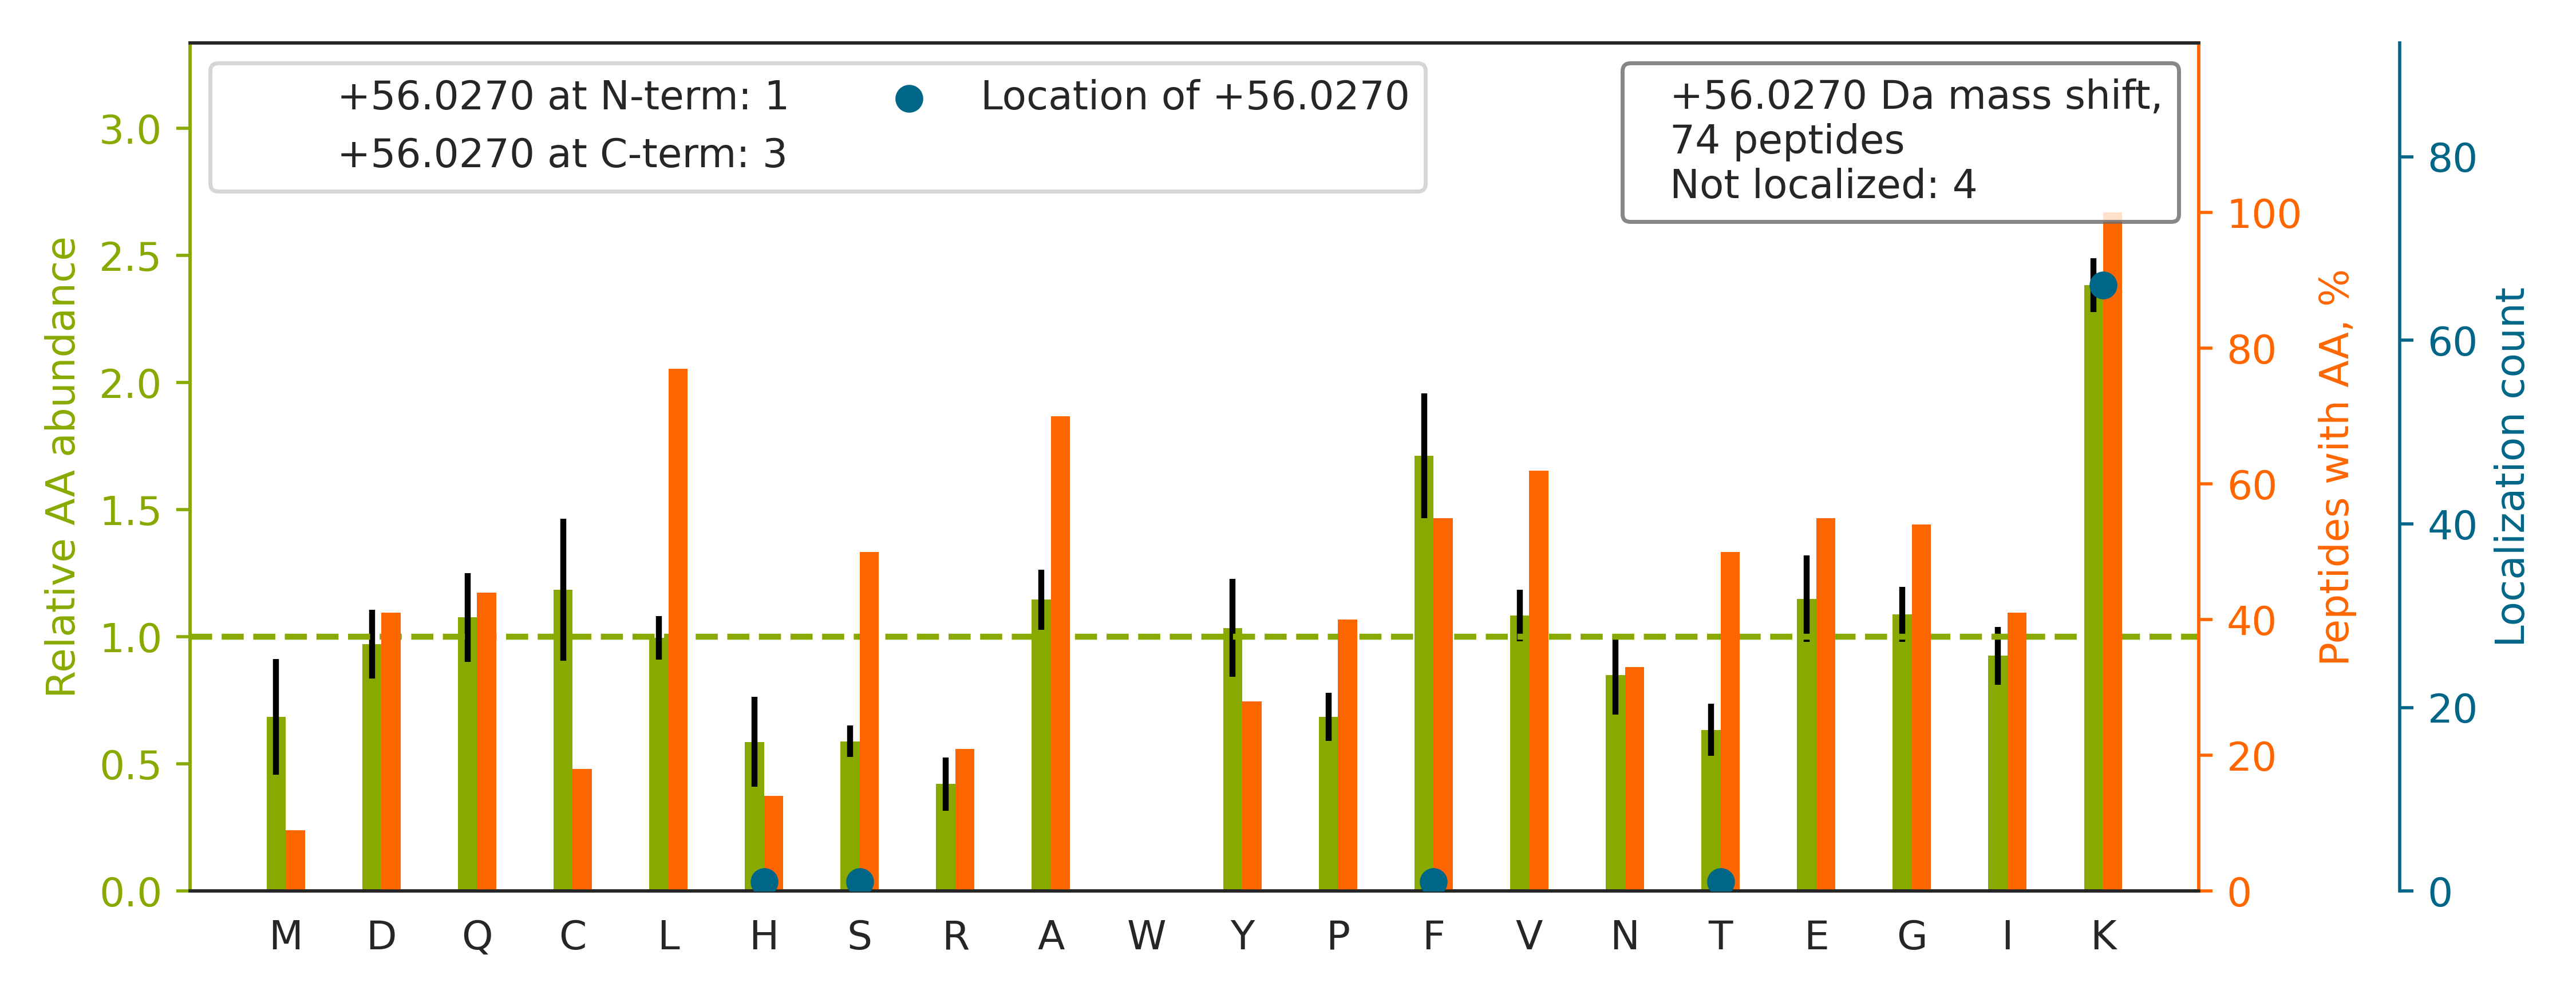 +56.0270 at N-term: 1
+56.0270 at C-term: 3
Location of +56.0270
+56.0270 Da mass shift,
74 peptides
Not localized: 4
Relative AA abundance
3.0
2.5
2.0
1.5
1.0
0.5
0.0
M D Q C L H S R A W Y P F V N T E G I K
100
80
60
40
20
0
Peptides with AA, %
80
60
40
20
0
Localization count